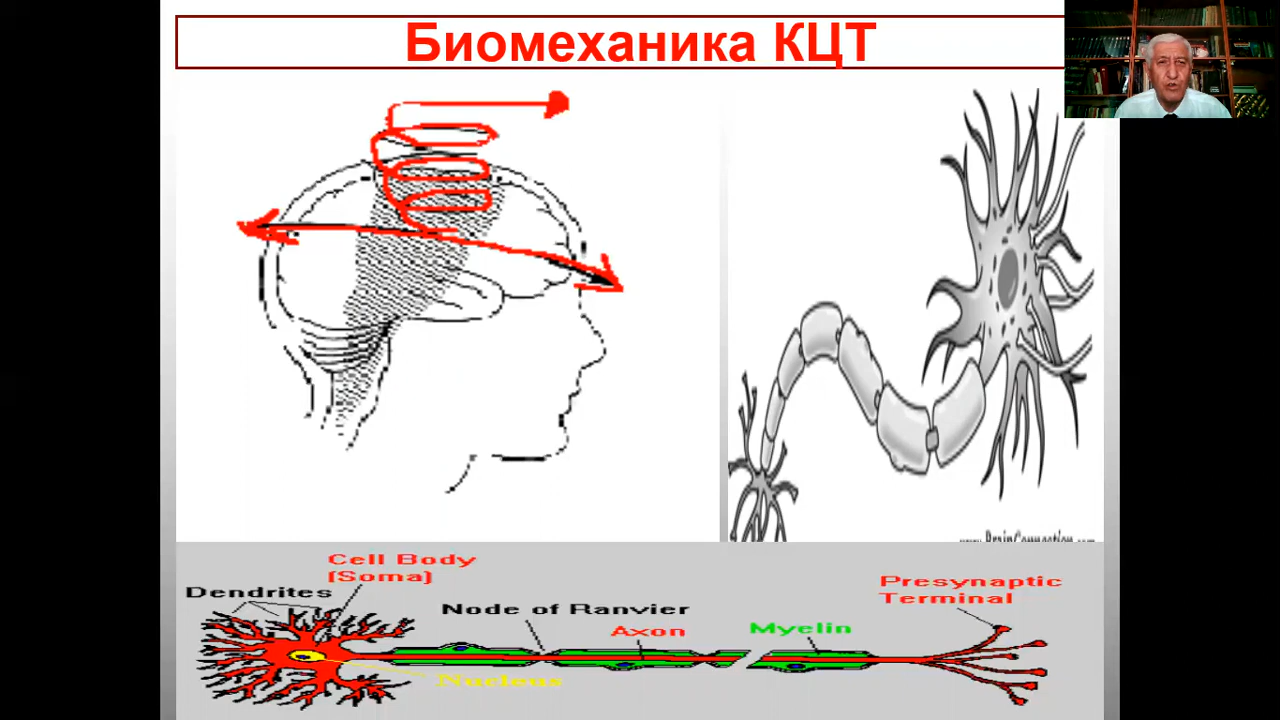 Биомеханика КЦТ
Cell Body
(Soma)
Dendrites
Node of Ranvier
Axon
Myelin
Presynaptic
Terminal
Nucleus